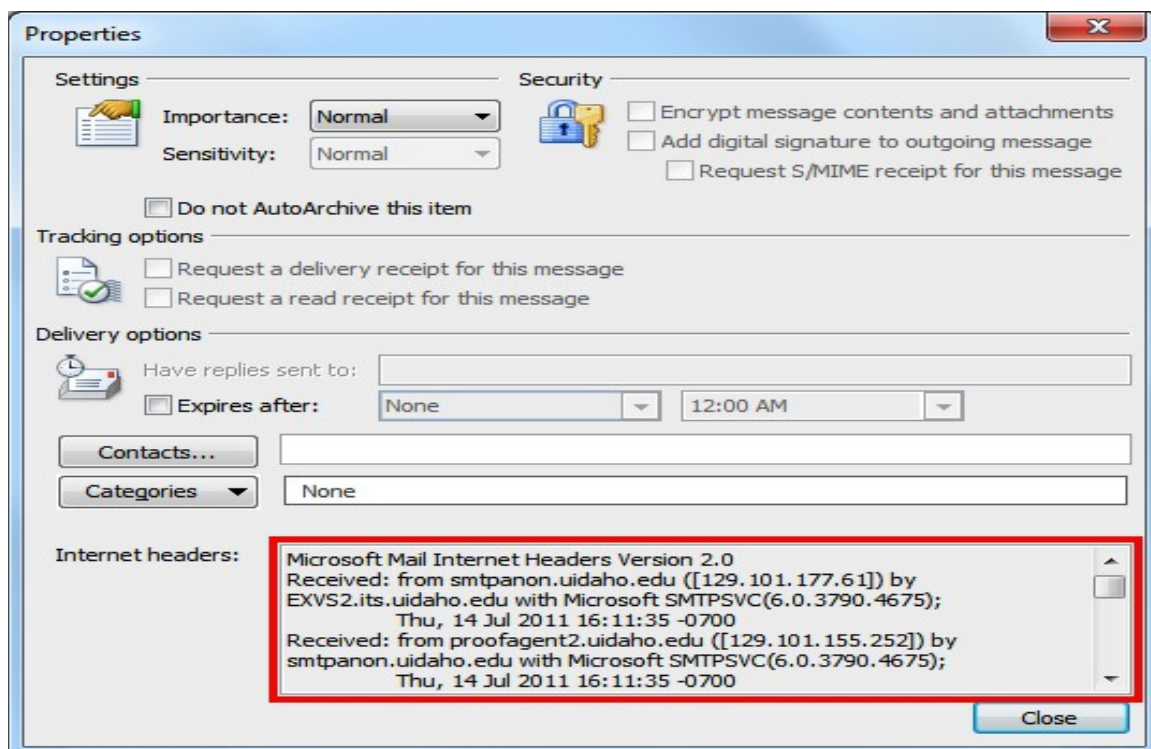 Properties
Settings
Security
Importance: Normal
Encrypt message contents and attachments
Sensitivity: Normal
Add digital signature to outgoing message
Request S/MIME receipt for this message
Do not AutoArchive this item
Tracking options
Request a delivery receipt for this message
Request a read receipt for this message
Delivery options
Have replies sent to:
Expires after: None 12:00 AM
Contacts...
Categories None
Internet headers:
Microsoft Mail Internet Headers Version 2.0
Received: from smtpanon.uidaho.edu ([129.101.177.61]) by
EXVS2.its.uidaho.edu with Microsoft SMTPSVC(6.0.3790.4675);
Thu, 14 Jul 2011 16:11:35 -0700
Received: from proofagent2.uidaho.edu ([129.101.155.252]) by
smtpanon.uidaho.edu with Microsoft SMTPSVC(6.0.3790.4675);
Thu, 14 Jul 2011 16:11:35 -0700
Close